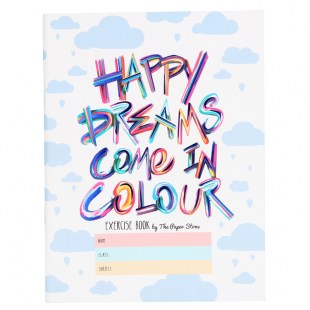 HAPPY
DREAMS
COME IN
COLOUR
EXERCISE BOOK by The Paper Stone
NAME:
CLASS:
SUBJECT: